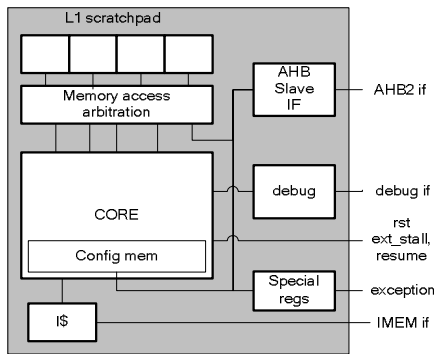 L1 scratchpad
Memory access
arbitration
AHB
Slave
IF
AHB2 if
CORE
Config mem
debug
debug if
rst
ext_stall,
resume
Special
regs
exception
I$
IMEM if